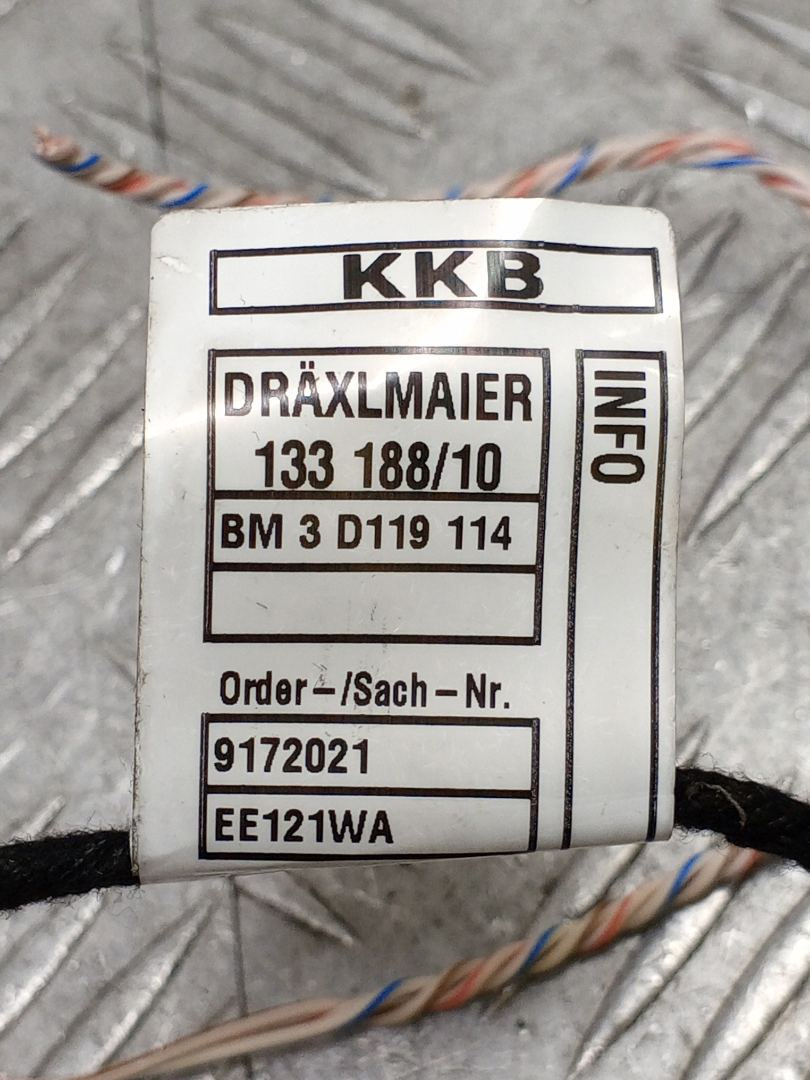 KKB
DRÄXLMAIER
133 188/10
BM 3 D119 114
INFO
Order-/Sach-Nr.
9172021
EE121WA